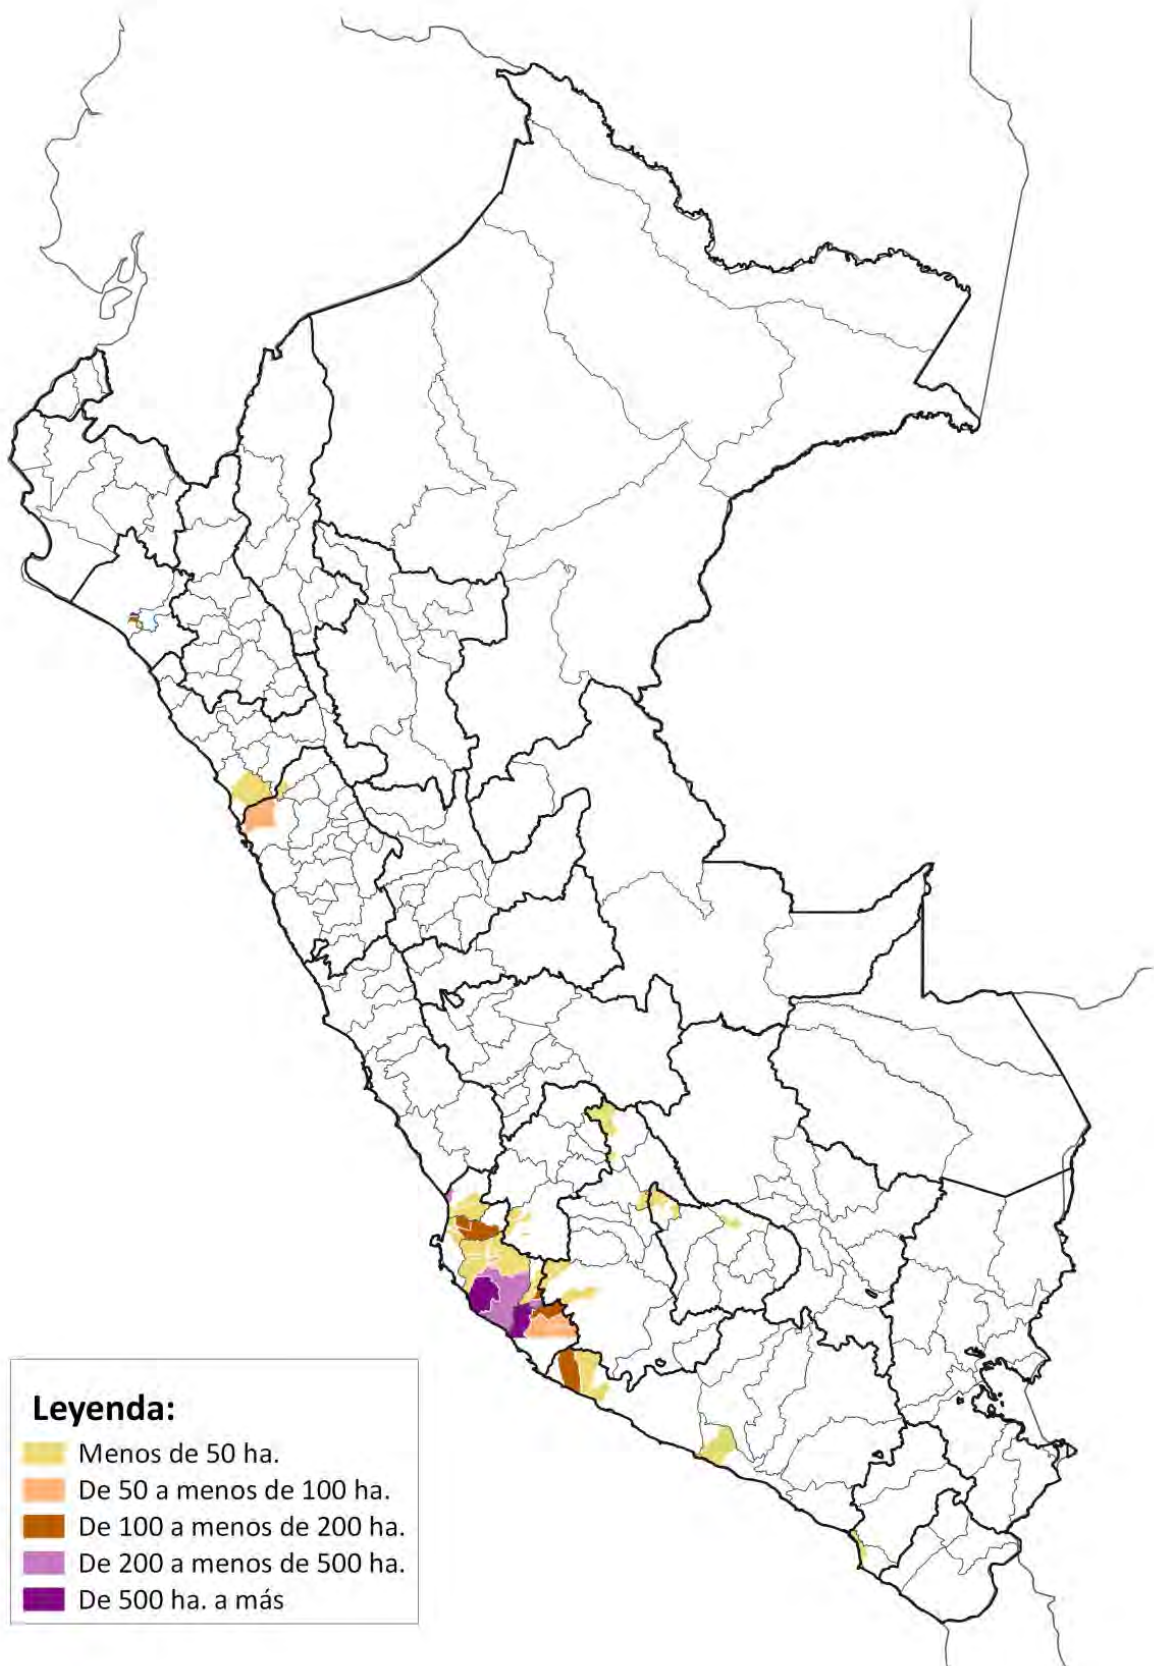 Leyenda:
Menos de 50 ha.
De 50 a menos de 100 ha.
De 100 a menos de 200 ha.
De 200 a menos de 500 ha.
De 500 ha. a más